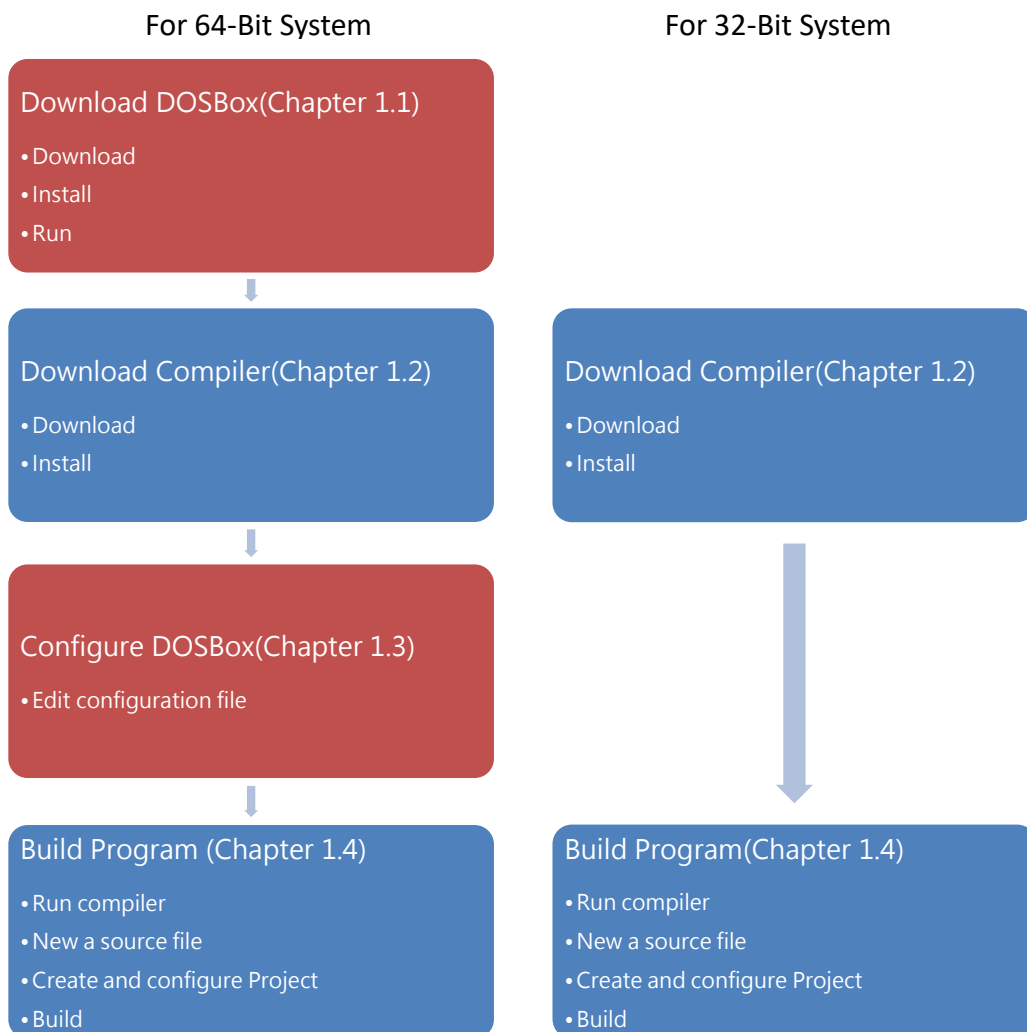 For 64-Bit System
Download DOSBox(Chapter 1.1)
• Download
• Install
• Run
Download Compiler(Chapter 1.2)
• Download
• Install
Configure DOSBox(Chapter 1.3)
• Edit configuration file
Build Program (Chapter 1.4)
• Run compiler
• New a source file
• Create and configure Project
• Build
For 32-Bit System
Download Compiler(Chapter 1.2)
• Download
• Install
Build Program(Chapter 1.4)
• Run compiler
• New a source file
• Create and configure Project
• Build